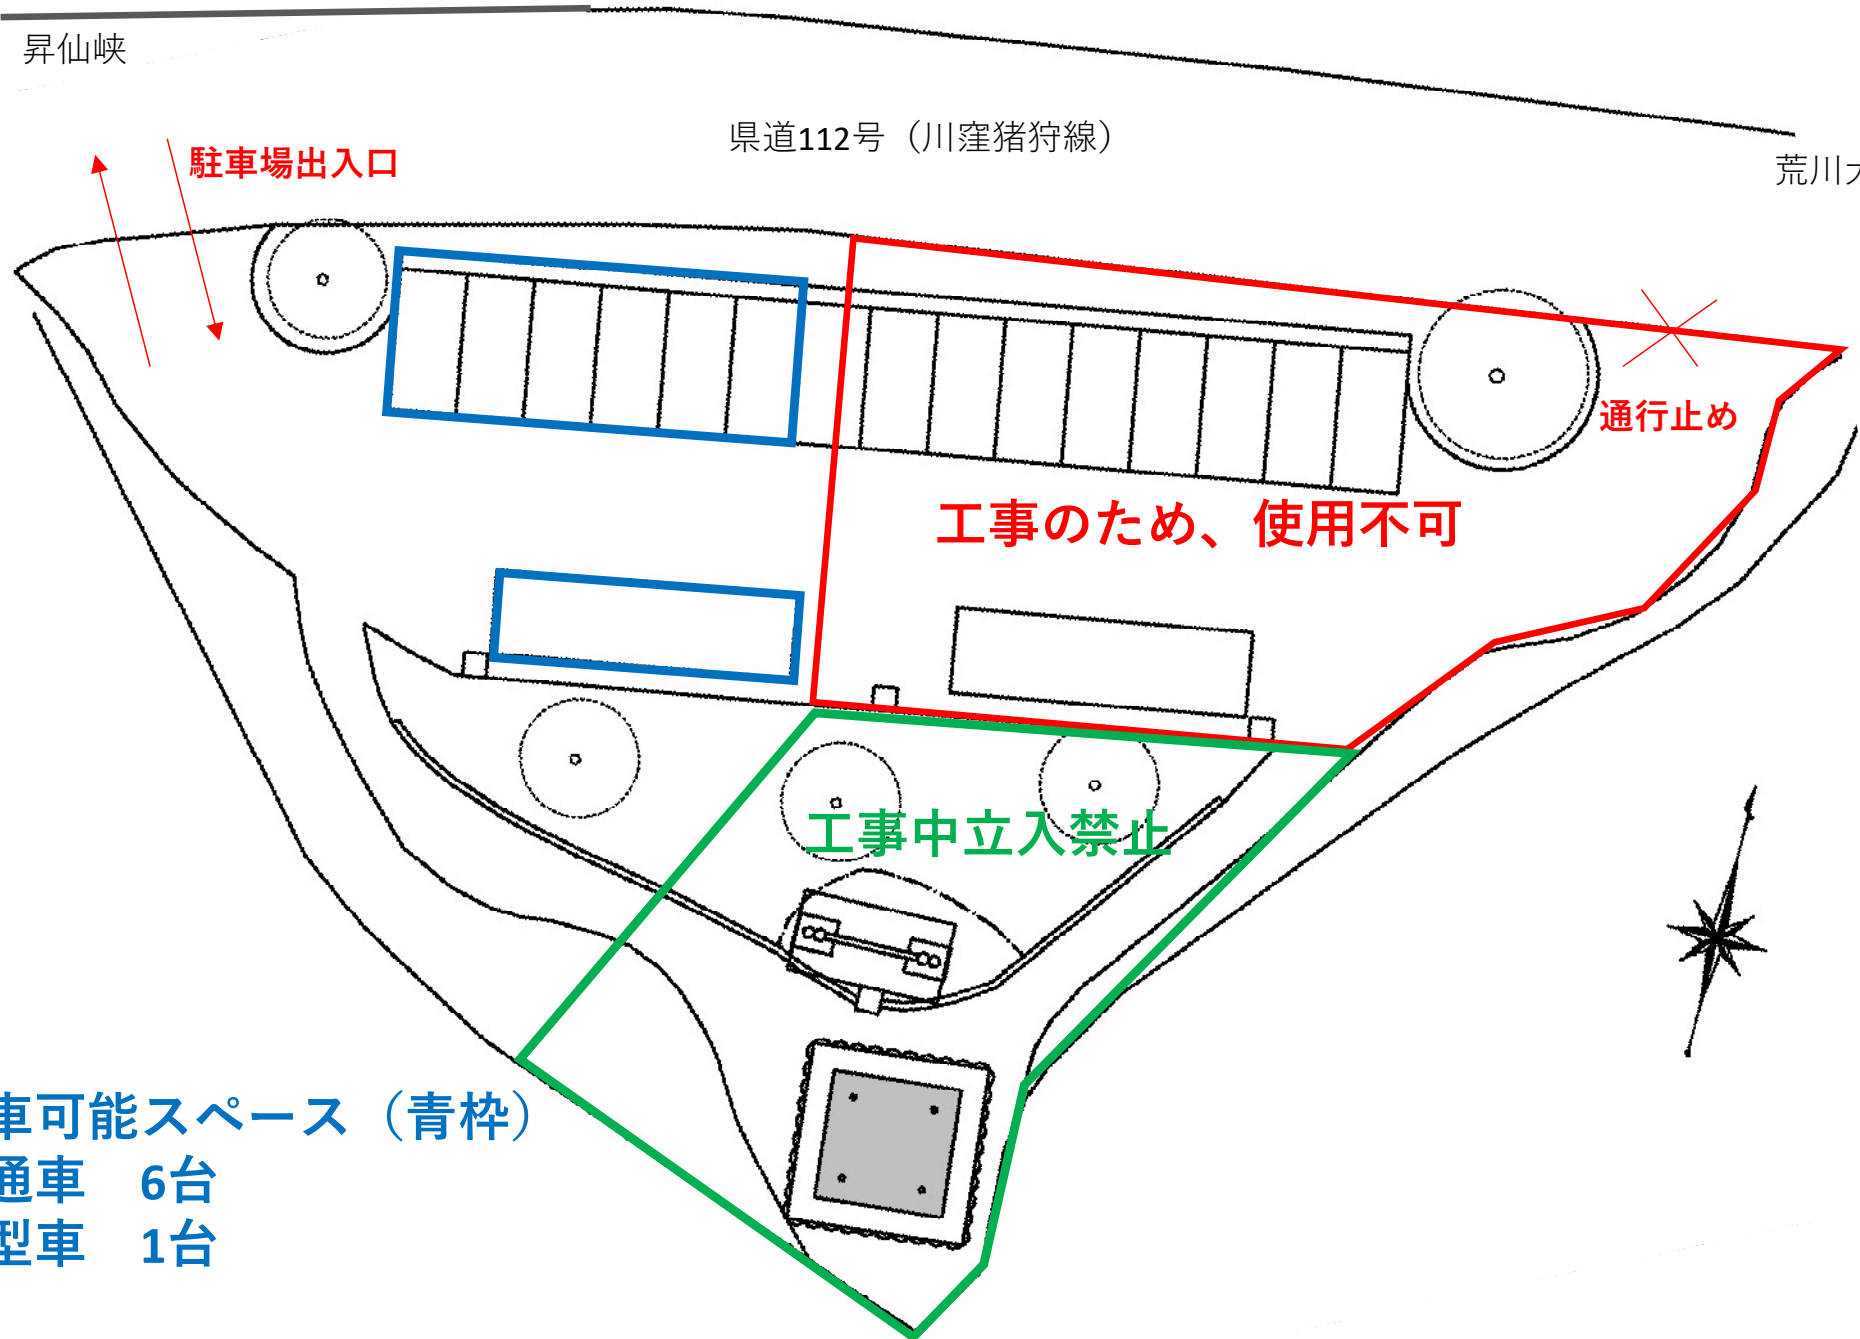 昇仙峡
県道112号（川窪猪狩線）
駐車場出入口
荒川
通行止め
工事のため、使用不可
工事中立入禁止
車可能スペース（青枠）
通車　6台
型車　1台